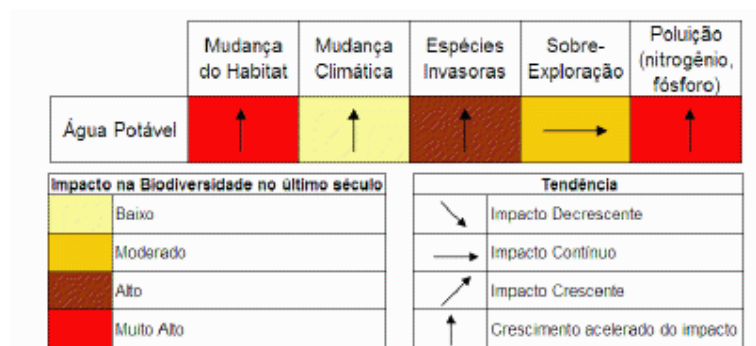 Mudança do Habitat
Mudança Climática
Espécies Invasoras
Sobre-Exploração
Poluição (nitrogênio, fósforo)
Água Potável
Impacto na Biodiversidade no último século
Baixo
Moderado
Alto
Muito Alto
Tendência
Impacto Decrescente
Impacto Contínuo
Impacto Crescente
Crescimento acelerado do impacto